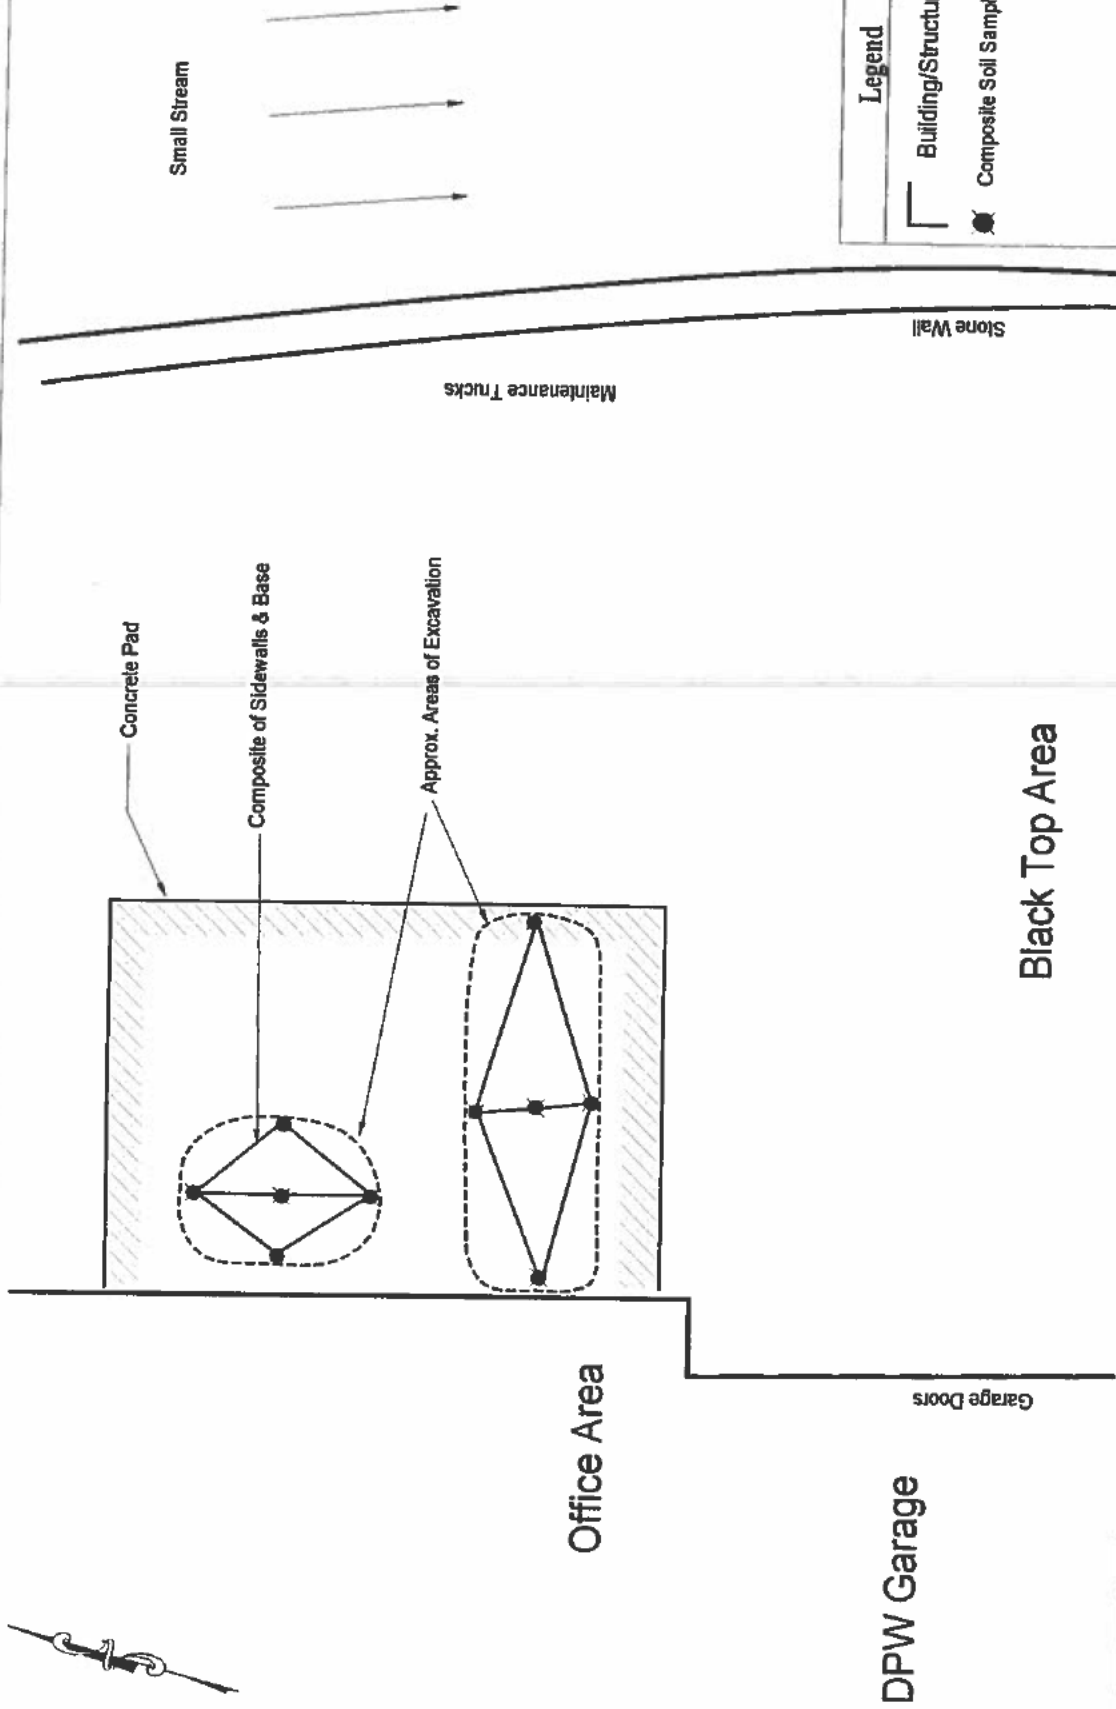 Small Stream
Legend
Building/Structu
Composite Soil Sampl
Stone Wall
Maintenance Trucks
Concrete Pad
Composite of Sidewalls & Base
Approx. Areas of Excavation
Black Top Area
Office Area
Garage Doors
DPW Garage